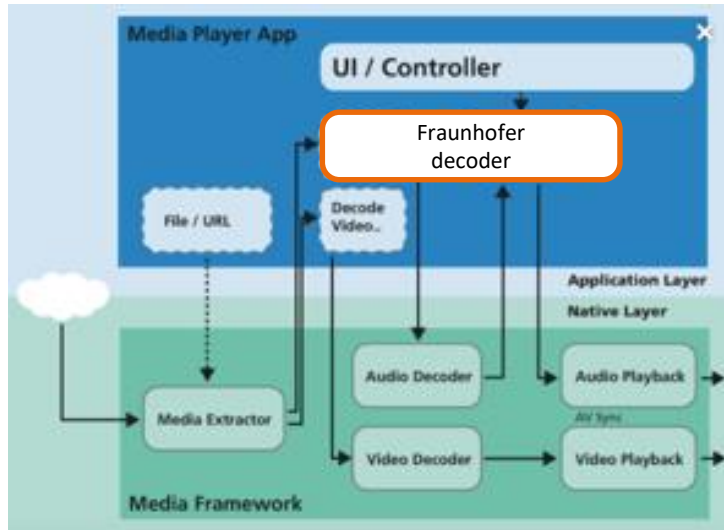 Media Player App
UI / Controller
Fraunhofer
decoder
File / URL
Decode
Video..
Application Layer
Native Layer
Audio Decoder
Audio Playback
Media Extractor
AV Sync
Video Decoder
Video Playback
Media Framework